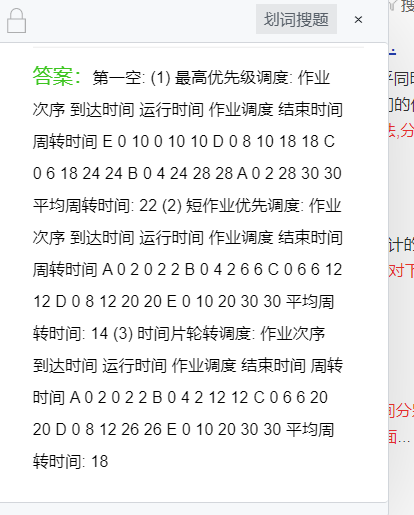 划词搜题 ×
答案：第一空: (1) 最高优先级调度: 作业
次序 到达时间 运行时间 作业调度 结束时间
周转时间 E 0 10 0 10 10 D 0 8 10 18 18 C
0 6 18 24 24 B 0 4 24 28 28 A 0 2 28 30 30
平均周转时间: 22 (2) 短作业优先调度: 作业
次序 到达时间 运行时间 作业调度 结束时间
周转时间 A 0 2 0 2 2 B 0 4 2 6 6 C 0 6 6 12
12 D 0 8 12 20 20 E 0 10 20 30 30 平均周
转时间: 14 (3) 时间片轮转调度: 作业次序
到达时间 运行时间 作业调度 结束时间 周转
时间 A 0 2 0 2 2 B 0 4 2 12 12 C 0 6 6 20
20 D 0 8 12 26 26 E 0 10 20 30 30 平均周
转时间: 18
平同时
的作
法,分
计的
对下
间分别
面...